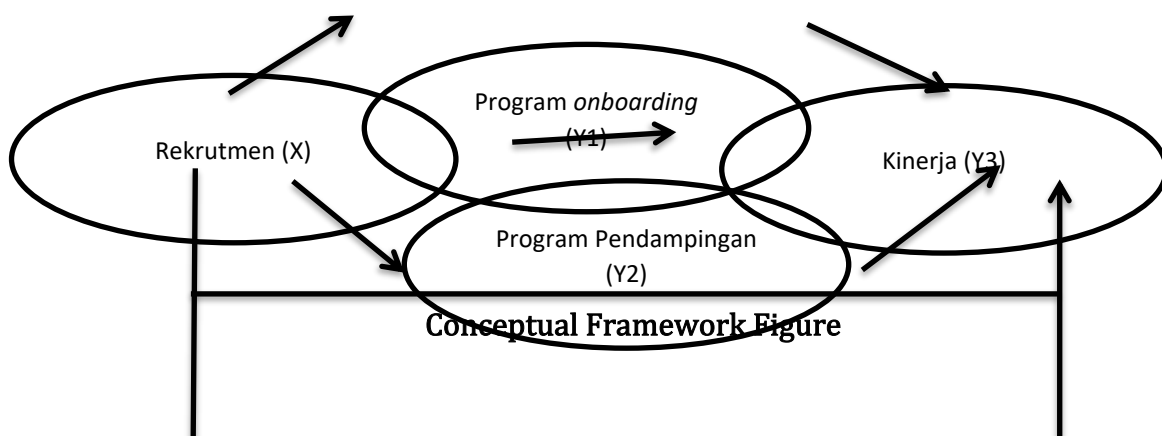 Program onboarding
(Y1)
Rekrutmen (X)
Kinerja (Y3)
Program Pendampingan
(Y2)
Conceptual Framework Figure